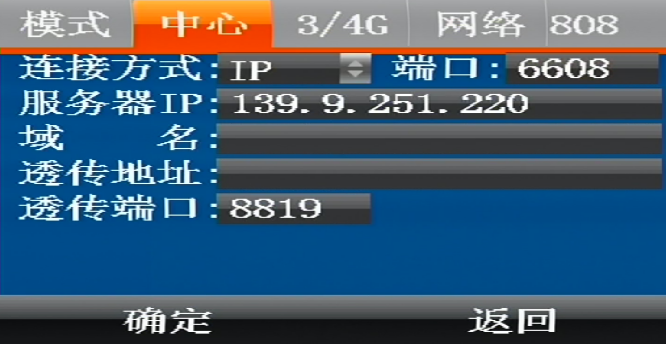 模式 中心 3/4G 网络 808
连接方式:IP 端口:6608
服务器IP:139.9.251.220
域 名:
透传地址:
透传端口:8819
确定 返回